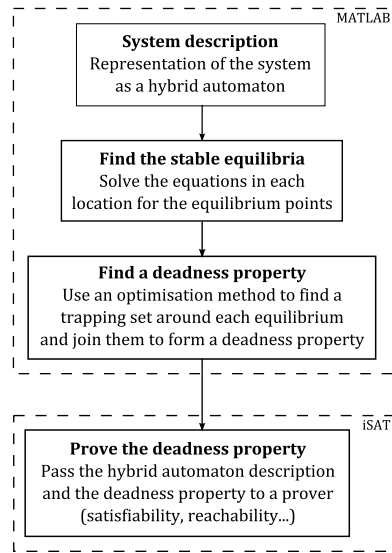 MATLAB
System description
Representation of the system
as a hybrid automaton
Find the stable equilibria
Solve the equations in each
location for the equilibrium points
Find a deadness property
Use an optimisation method to find a
trapping set around each equilibrium
and join them to form a deadness property
iSAT
Prove the deadness property
Pass the hybrid automaton description
and the deadness property to a prover
(satisfiability, reachability...)